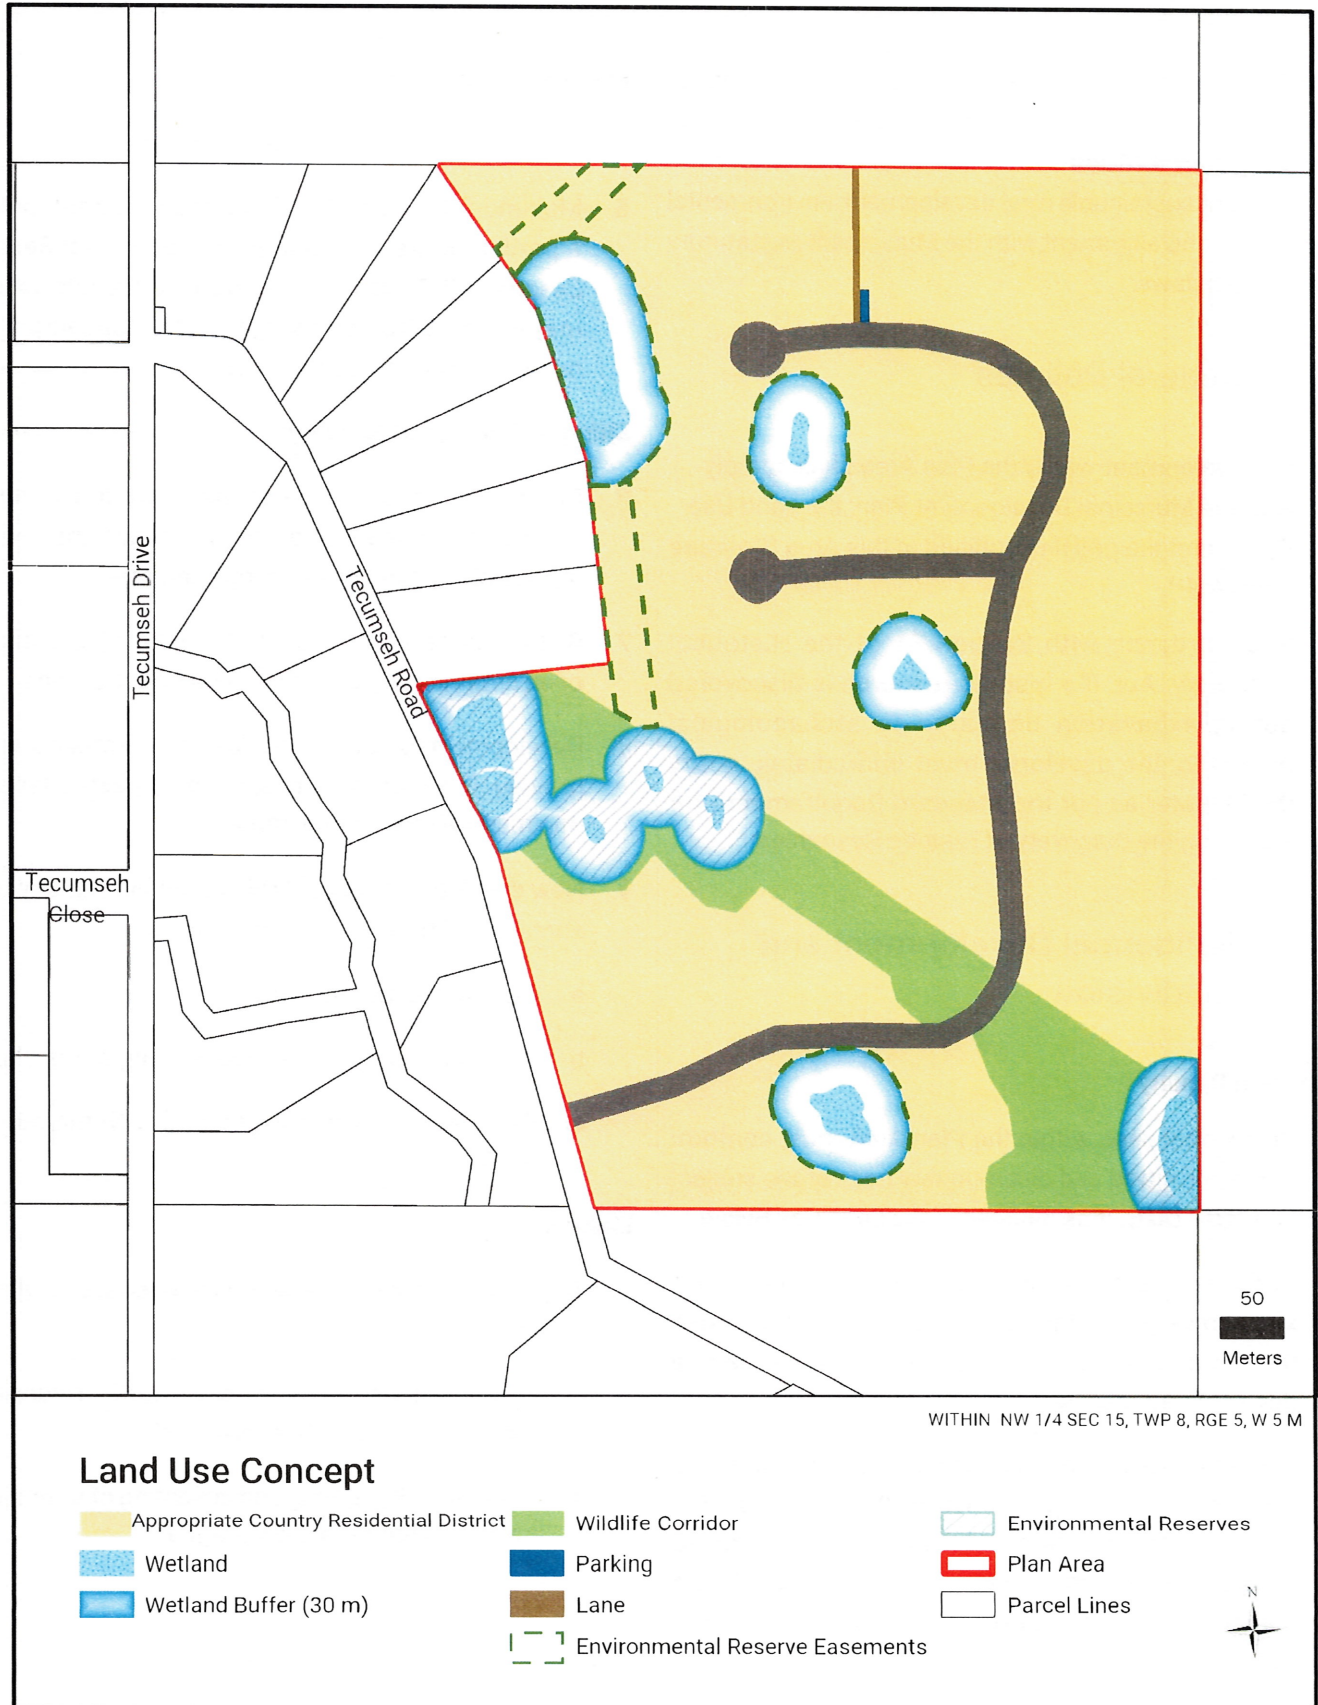 Tecumseh Drive
Tecumseh Road
Tecumseh
Close
50
Meters
WITHIN NW 1/4 SEC 15, TWP 8, RGE 5, W 5 M
Land Use Concept
Appropriate Country Residential District
Wetland
Wetland Buffer (30 m)
Wildlife Corridor
Parking
Lane
Environmental Reserve Easements
Environmental Reserves
Plan Area
Parcel Lines
N